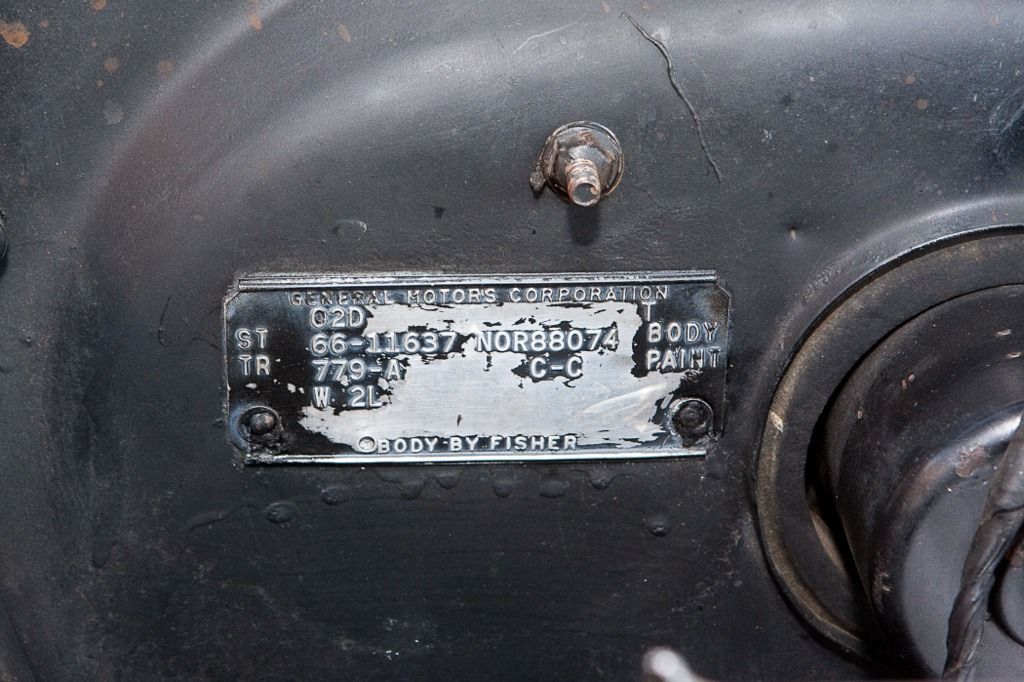 GENERAL MOTORS CORPORATION
02D T
ST 66-11637 NOR88074 BODY
TR 779-A C-C PAINT
W 2L
BODY BY FISHER